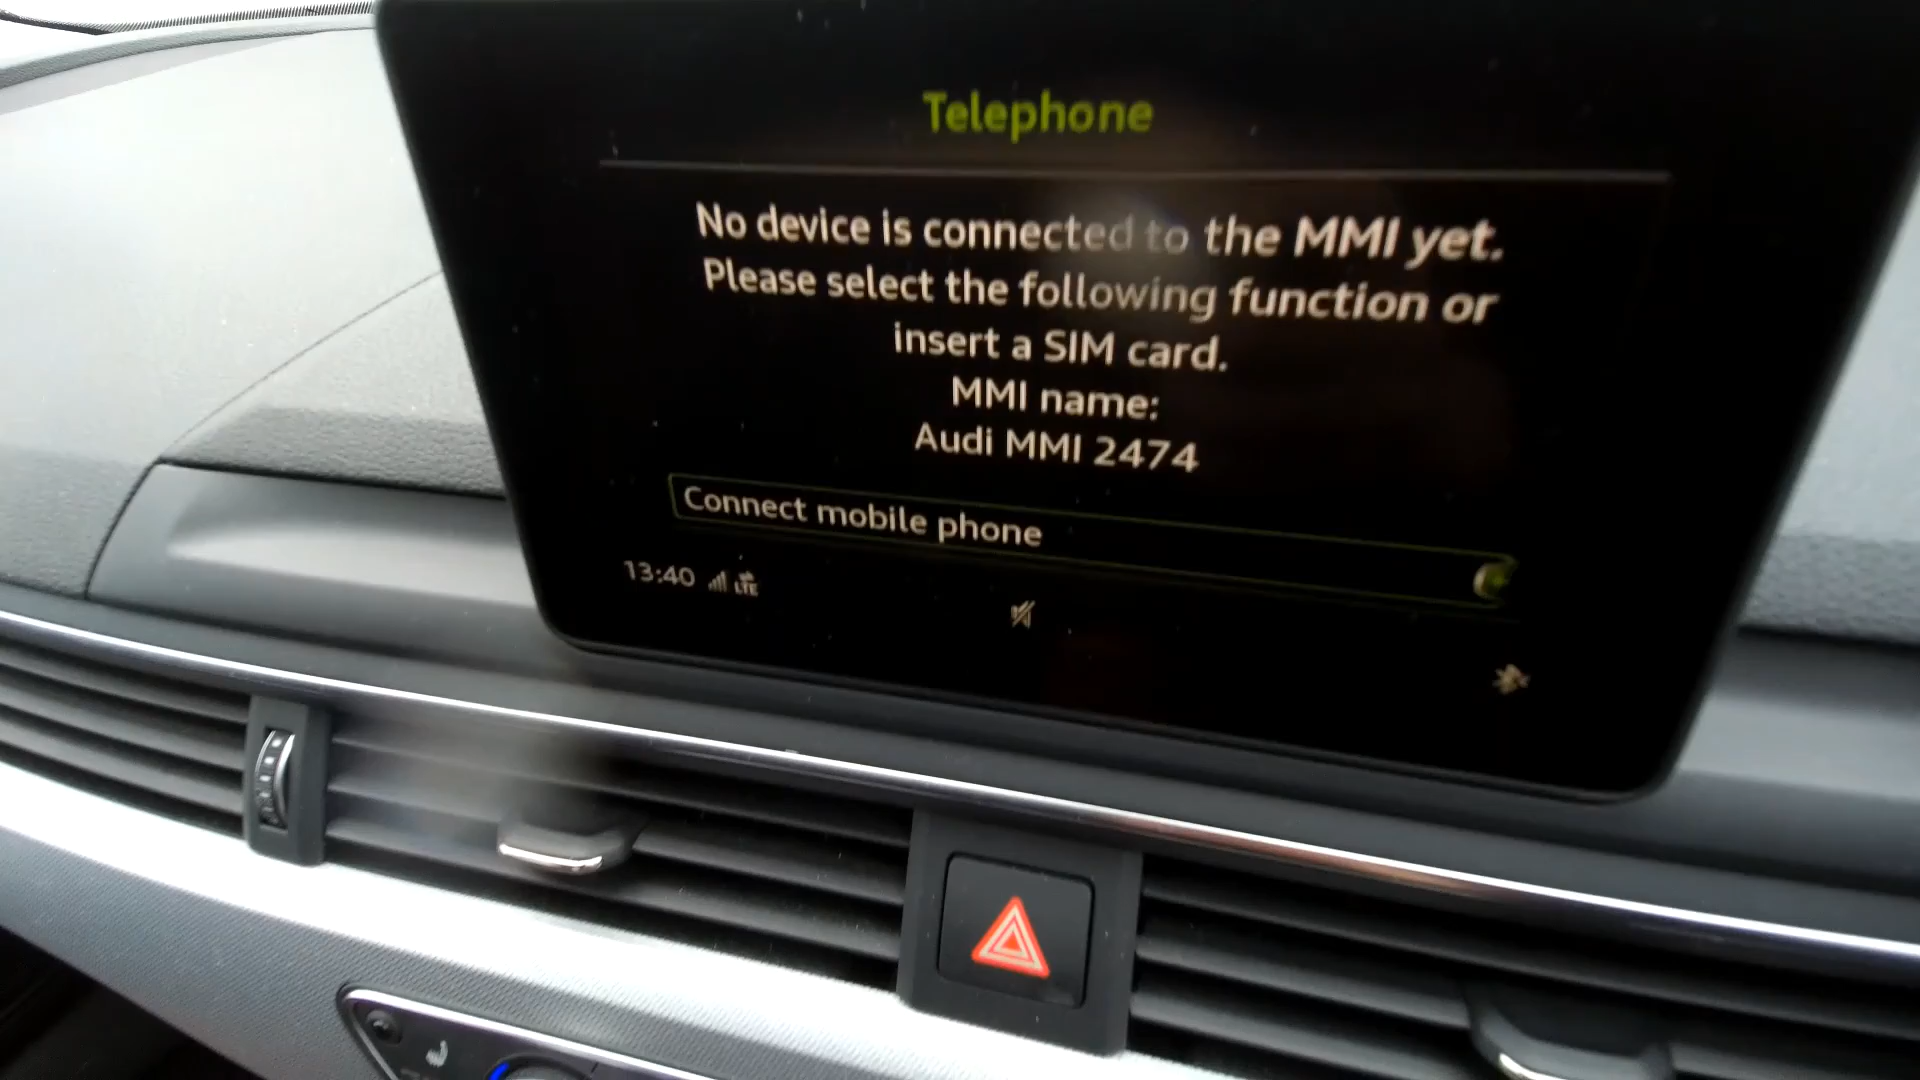 Telephone
No device is connected to the MMI yet.
Please select the following function or
insert a SIM card.
MMI name:
Audi MMI 2474
Connect mobile phone
13:40 LTE